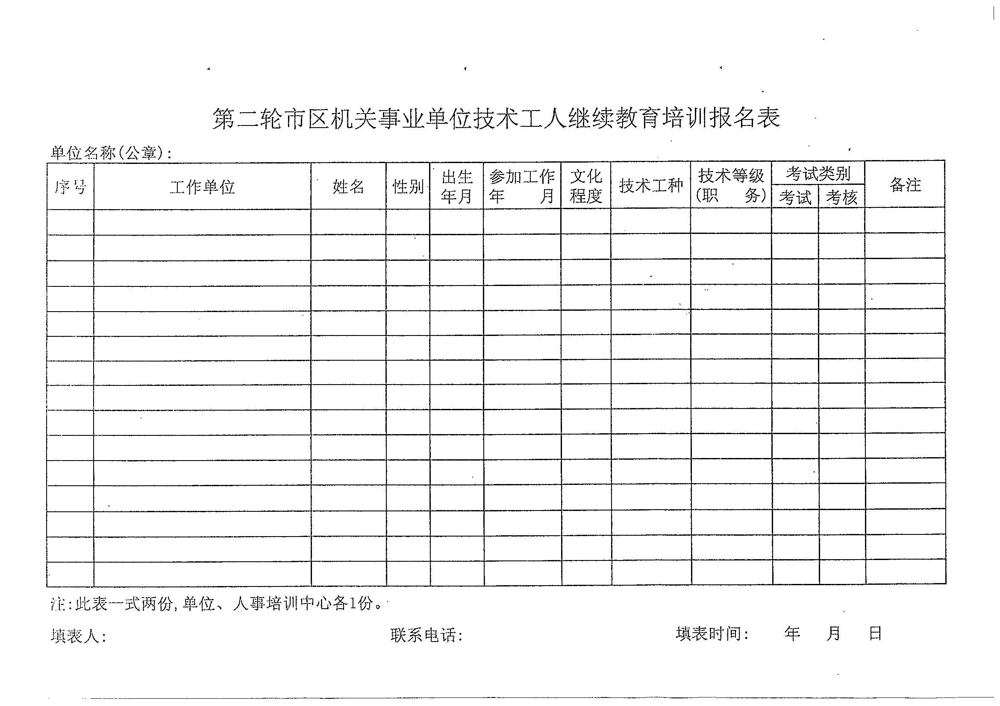 第二轮市区机关事业单位技术工人继续教育培训报名表
单位名称(公章):
序号 工作单位 姓名 性别 出生年月 参加工作年 月 文化程度 技术工种 技术等级(职 务) 考试类别 考试 考核 备注
注:此表一式两份,单位、人事培训中心各1份。
填表人: 联系电话: 填表时间: 年 月 日